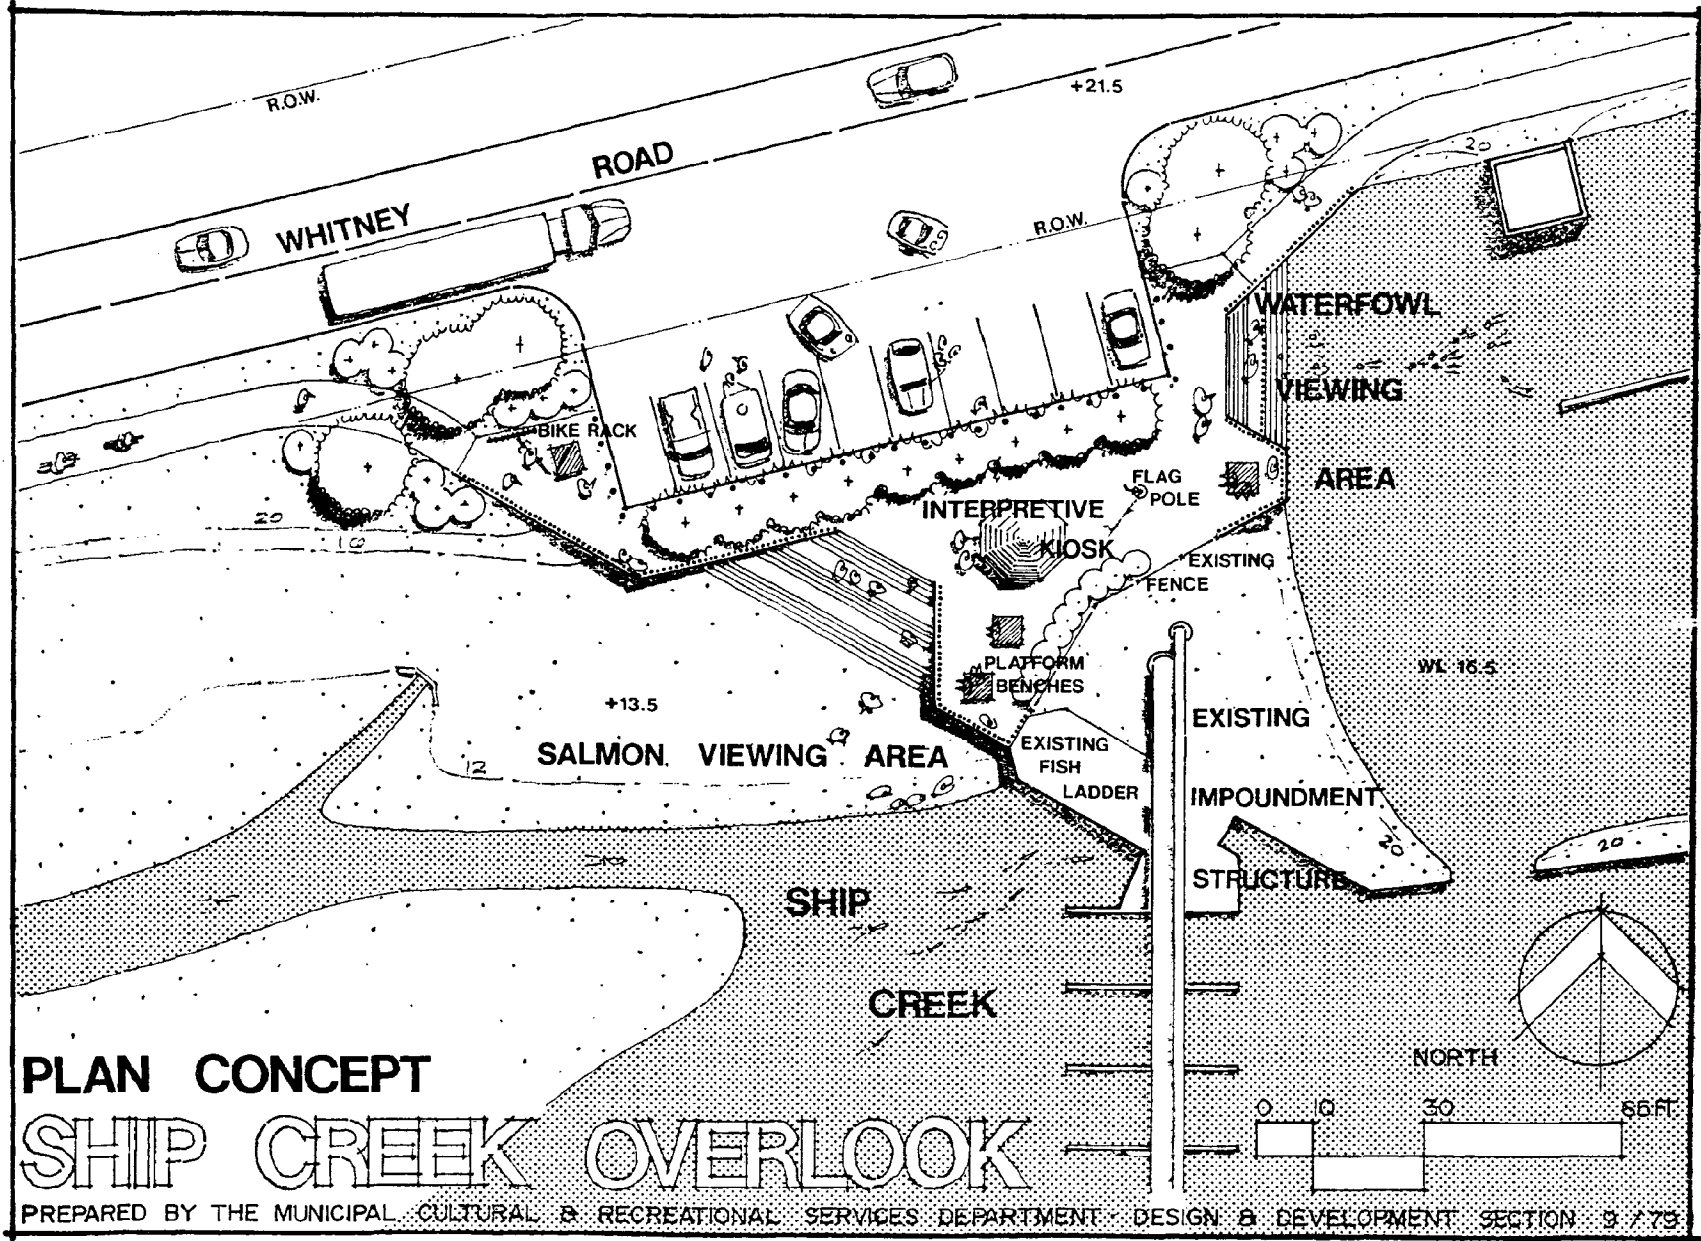 R.O.W.
+21.5
WHITNEY ROAD
20
R.O.W.
WATERFOWL
VIEWING
AREA
BIKE RACK
FLAG
POLE
INTERPRETIVE
KIOSK
20
EXISTING
FENCE
PLATFORM
BENCHES
WL 16.5
+13.5
EXISTING
IMPOUNDMENT
STRUCTURE
SALMON VIEWING AREA
12
EXISTING
FISH
LADDER
20
20
SHIP
CREEK
NORTH
PLAN CONCEPT
0 10 30
SHIP CREEK OVERLOOK
PREPARED BY THE MUNICIPAL CULTURAL & RECREATIONAL SERVICES DEPARTMENT - DESIGN & DEVELOPMENT SECTION 9/79